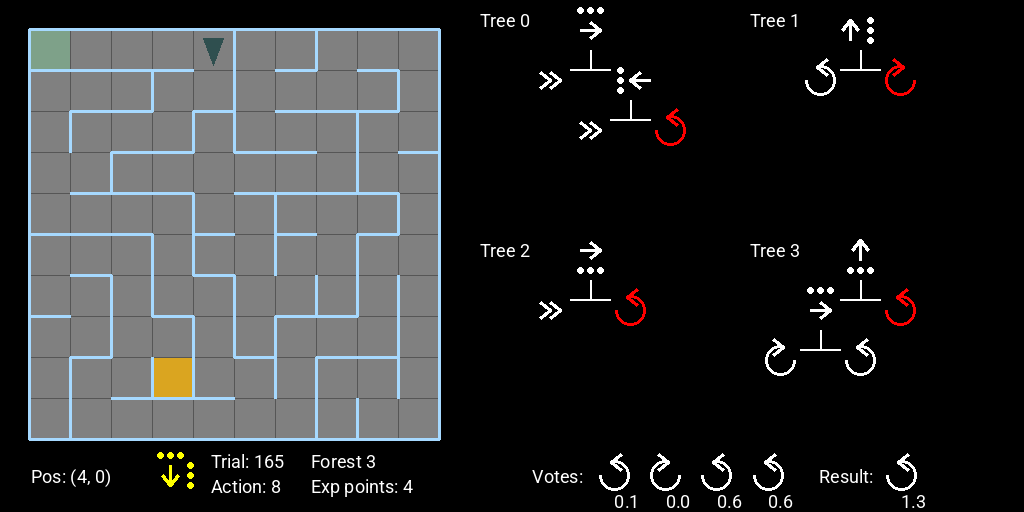 Tree 0
Tree 1
Tree 2
Tree 3
Pos: (4, 0)
Trial: 165
Forest 3
Action: 8
Exp points: 4
Votes:
0.1
0.0
0.6
0.6
Result:
1.3